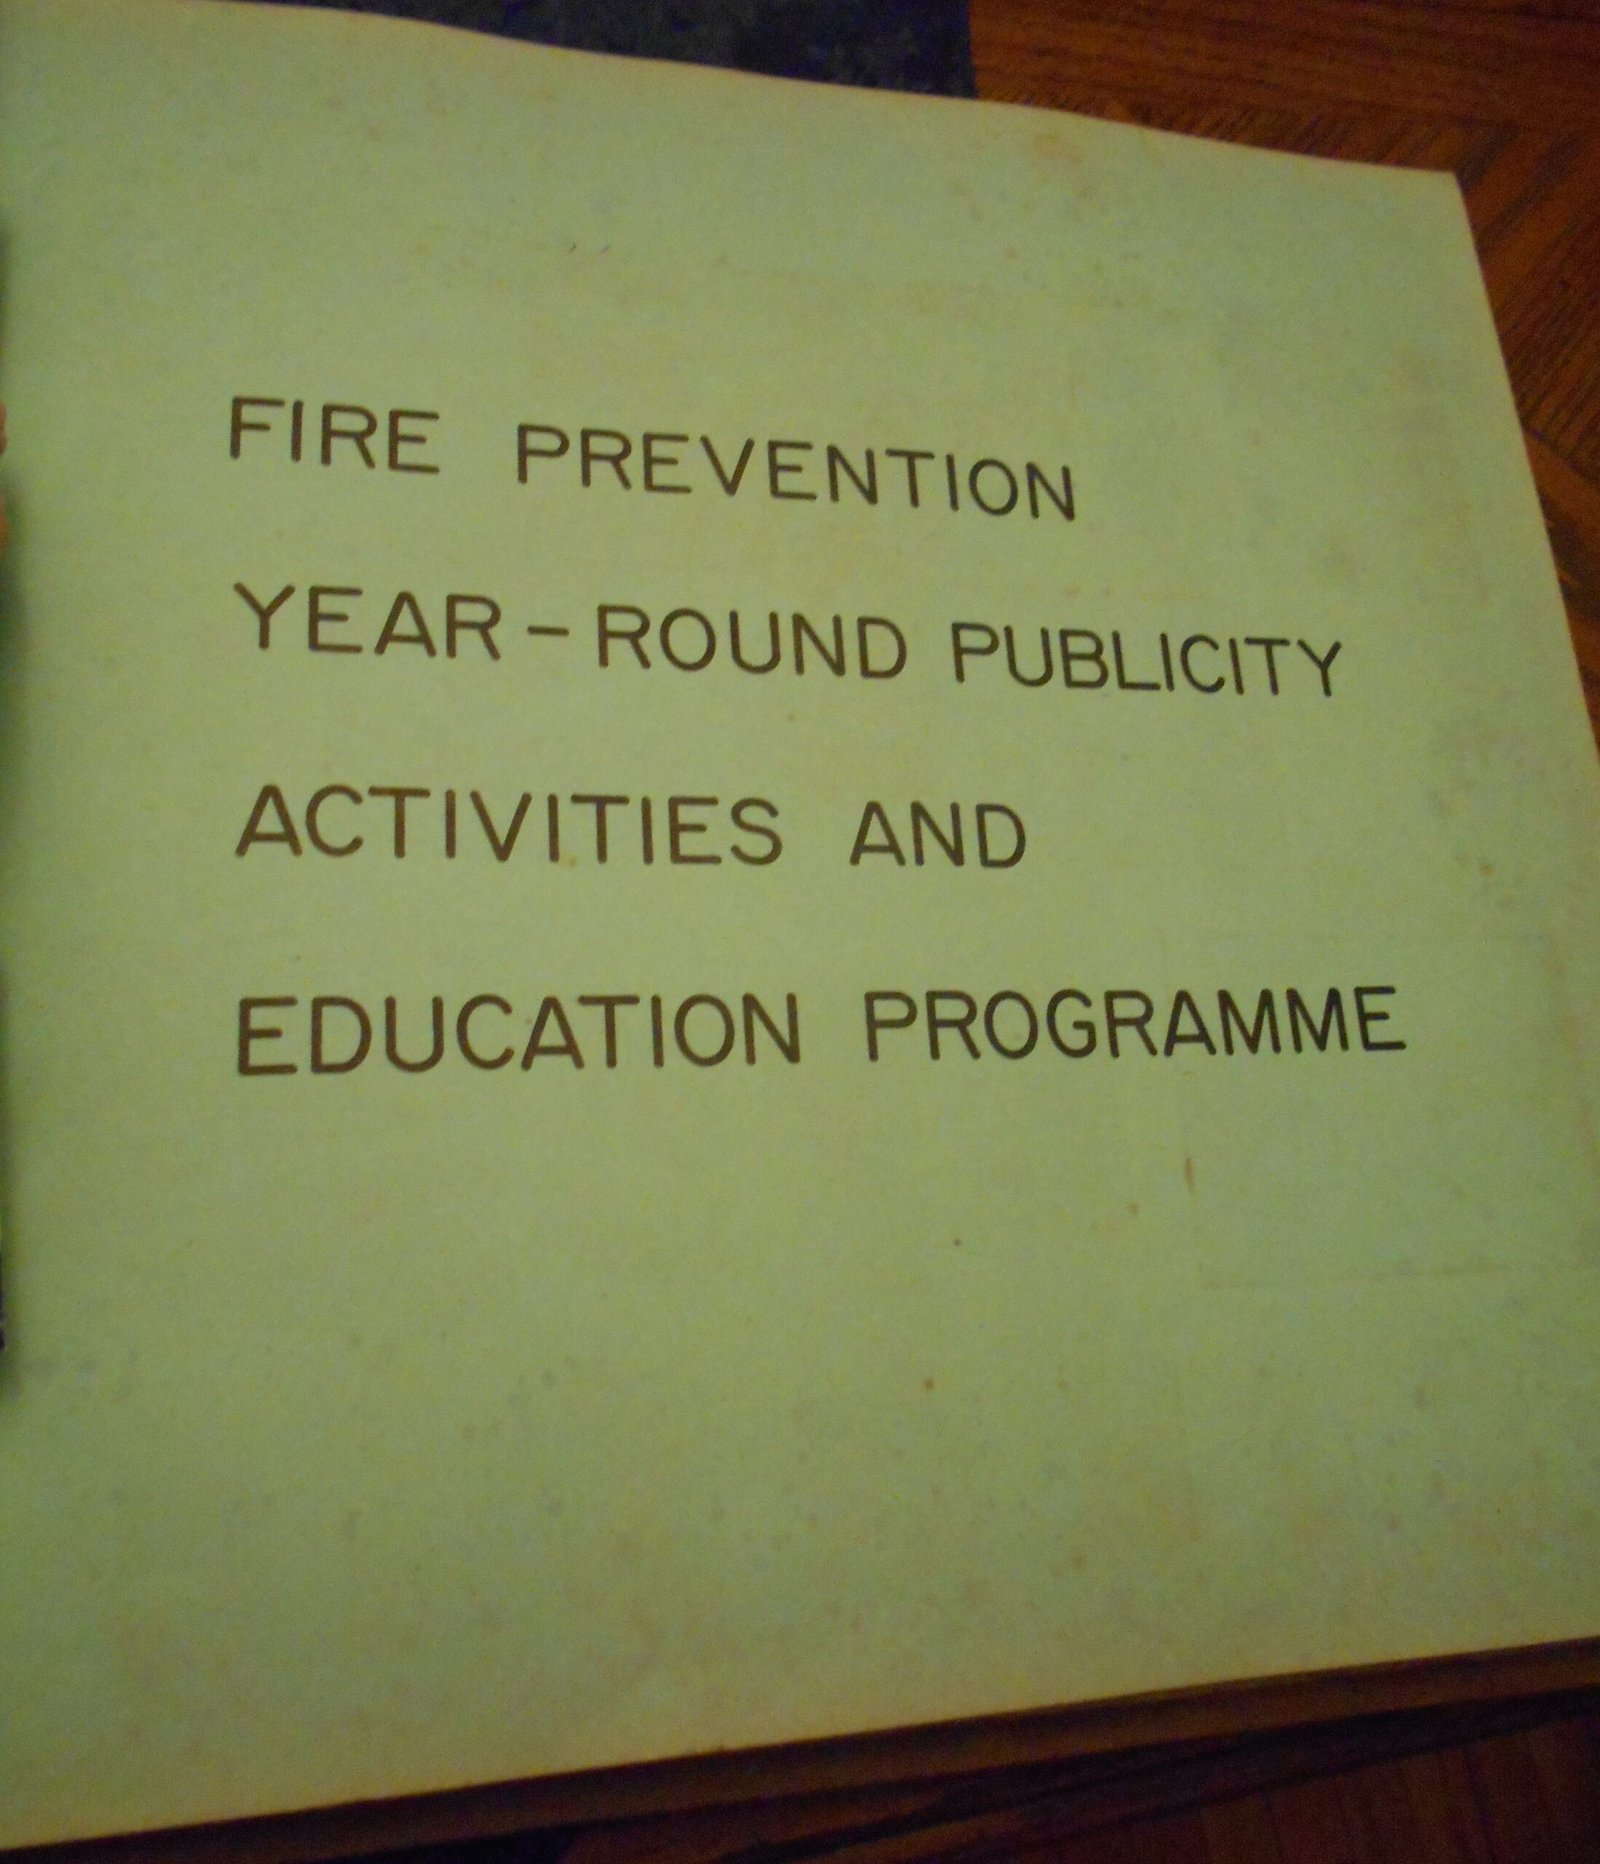 FIRE PREVENTION
YEAR-ROUND PUBLICITY
ACTIVITIES AND
EDUCATION PROGRAMME